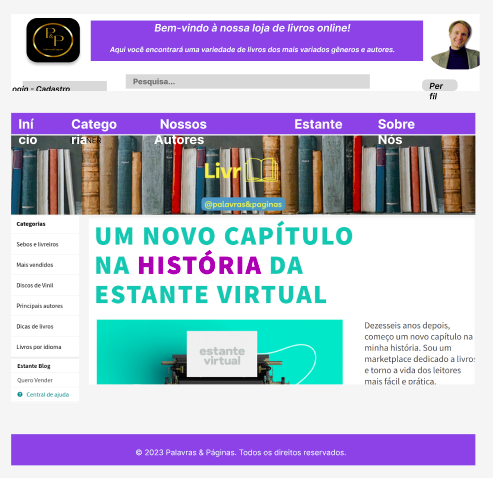 P&P
Bem-vindo à nossa loja de livros online!
Aqui você encontrará uma variedade de livros dos mais variados gêneros e autores.
ogin - Cadastro
Pesquisa...
Per
fil
Iní
cio
Catego
ria
Nossos
Autores
Estante
Sobre
Nós
Livr
@palavras&paginas
Categorias
Sebos e livreiros
Mais vendidos
Discos de Vinil
Principais autores
Dicas de livros
Livros por idioma
Estante Blog
Quero Vender
Central de ajuda
UM NOVO CAPÍTULO
NA HISTÓRIA DA
ESTANTE VIRTUAL
estante
virtual
Dezesseis anos depois,
começo um novo capítulo na
minha história. Sou um
marketplace dedicado a livros
e torno a vida dos leitores
mais fácil e prática.
© 2023 Palavras & Páginas. Todos os direitos reservados.